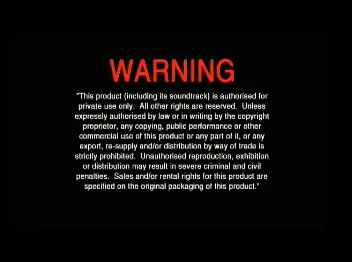 WARNING
"This product (including its soundtrack) is authorised for
private use only. All other rights are reserved. Unless
expressly authorised by law or in writing by the copyright
proprietor, any copying, public performance or other
commercial use of this product or any part of it, or any
export, re-supply and/or distribution by way of trade is
strictly prohibited. Unauthorised reproduction, exhibition
or distribution may result in severe criminal and civil
penalties. Sales and/or rental rights for this product are
specified on the original packaging of this product."